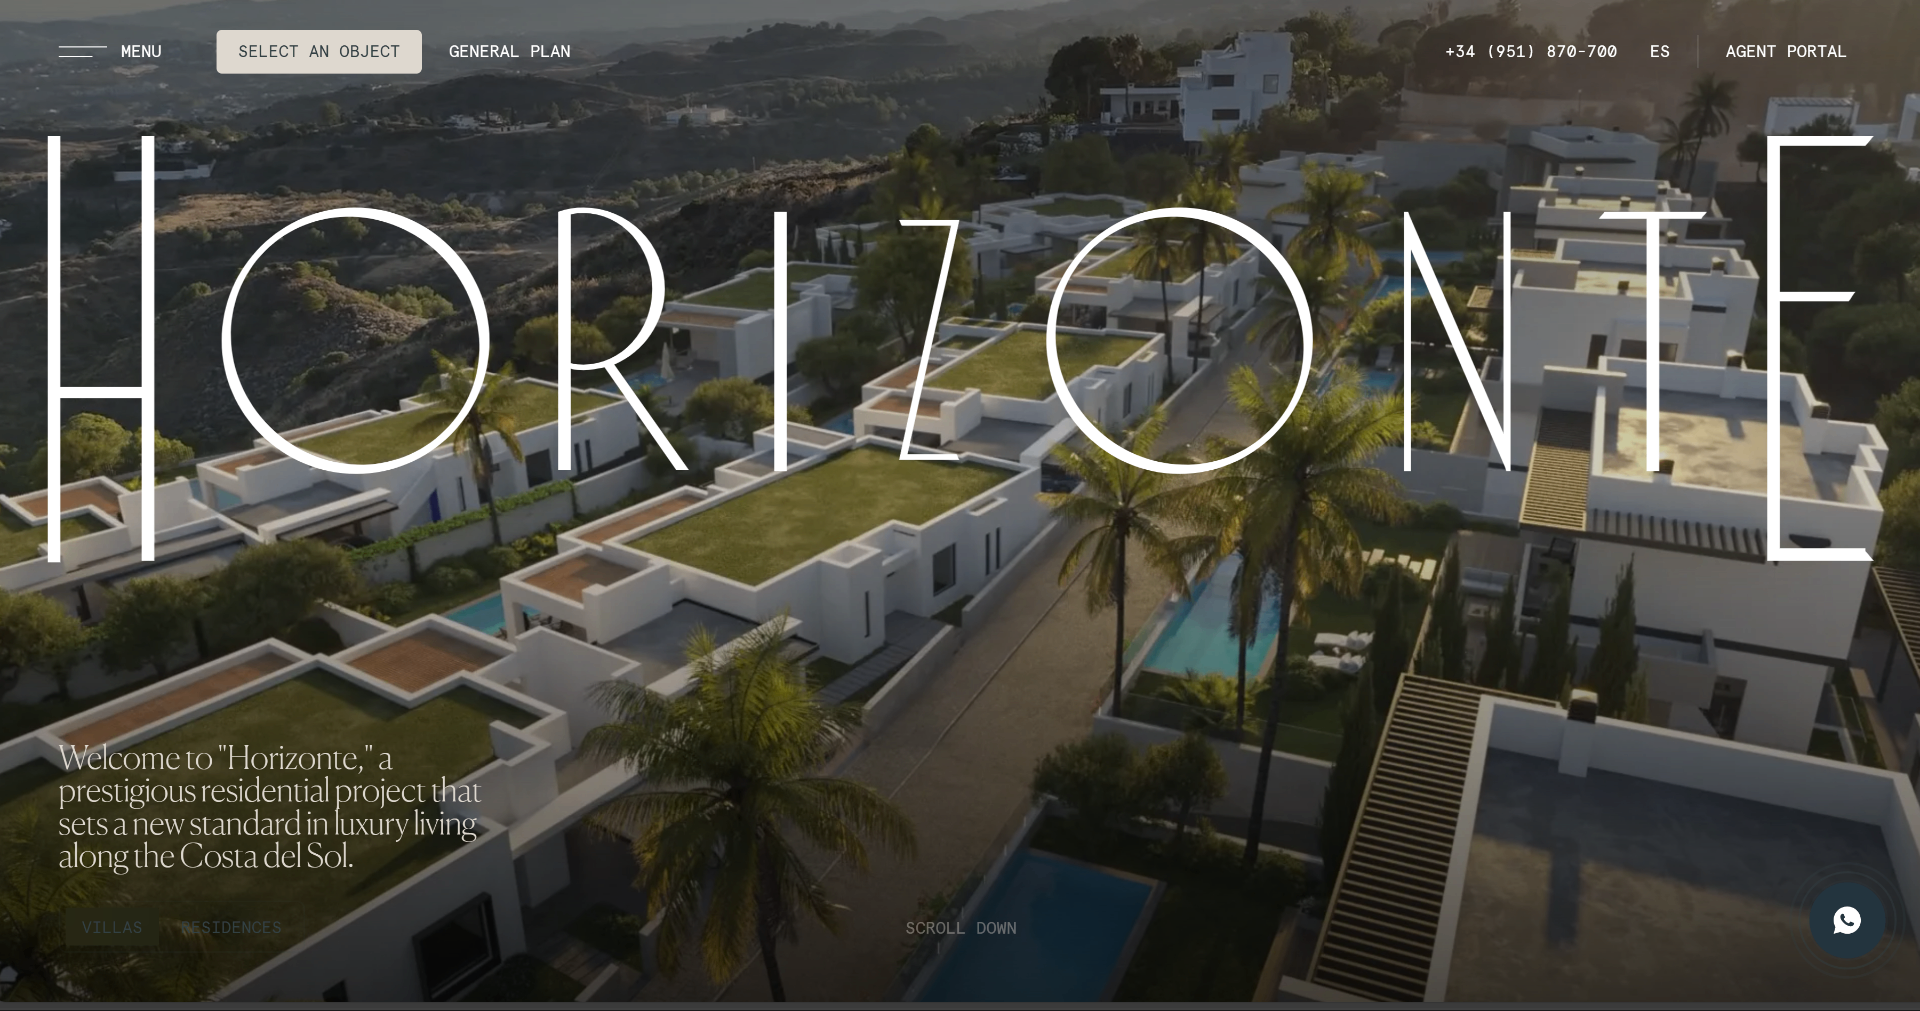 MENU
SELECT AN OBJECT
GENERAL PLAN
+34 (951) 870-700
ES
AGENT PORTAL
HORIZONTE
Welcome to "Horizonte," a
prestigious residential project that
sets a new standard in luxury living
along the Costa del Sol.
VILLAS
RESIDENCES
SCROLL DOWN